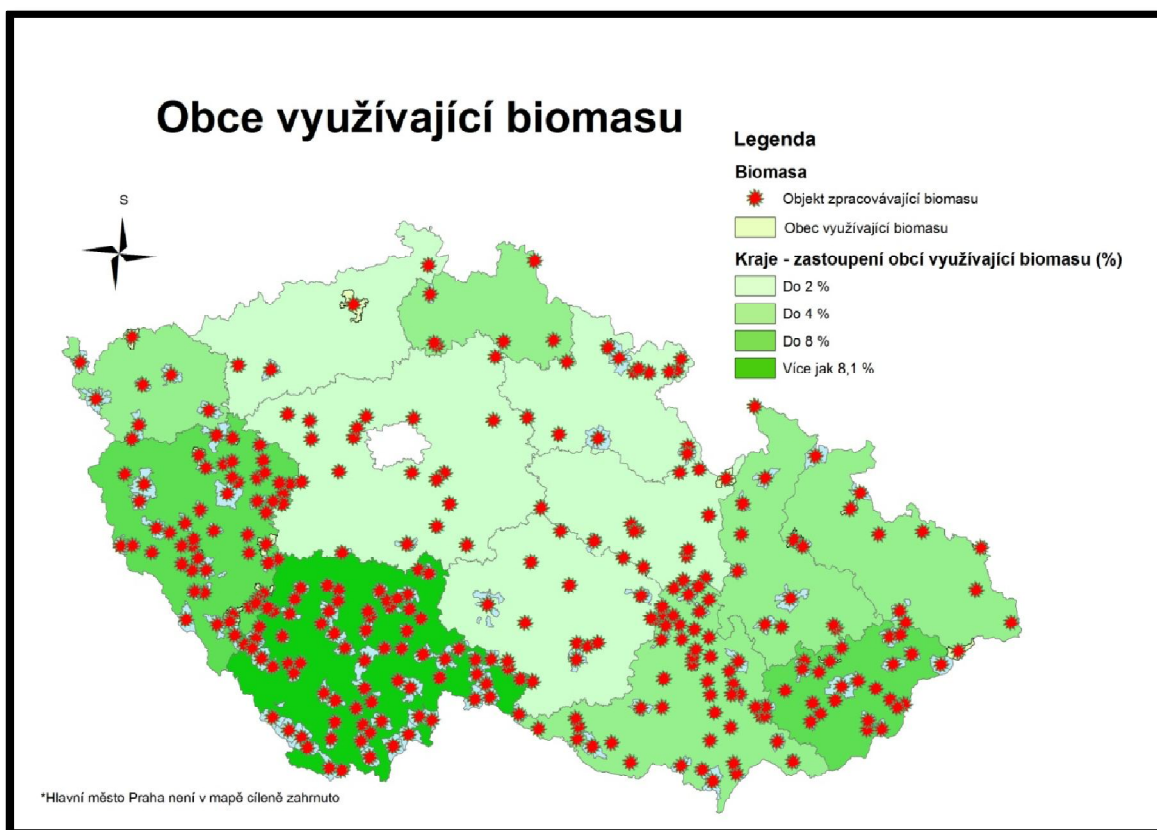 Obce využívající biomasu
Legenda
Biomasa
Objekt zpracovávající biomasu
Obec využívající biomasu
Kraje - zastoupení obcí využívající biomasu (%)
Do 2 %
Do 4 %
Do 8 %
Více jak 8,1 %
S
*Hlavní město Praha není v mapě cíleně zahrnuto